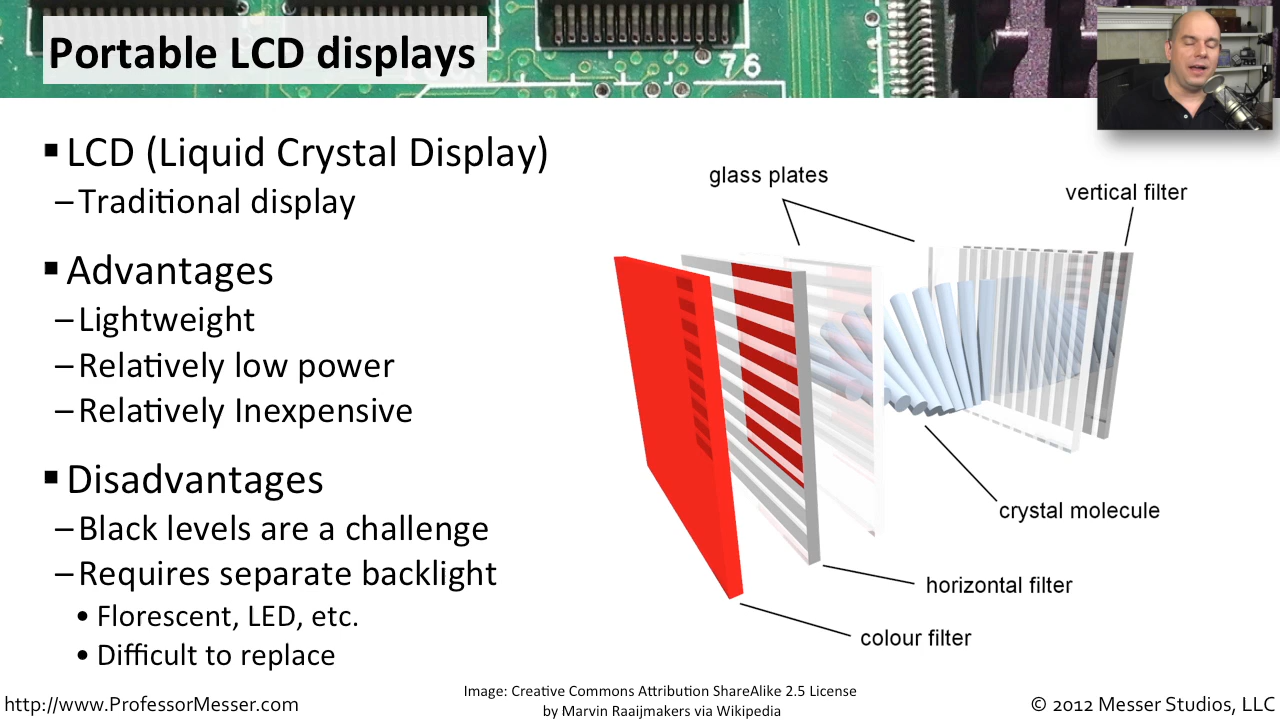 Portable LCD displays
76
▪ LCD (Liquid Crystal Display)
– Traditional display
▪ Advantages
– Lightweight
– Relatively low power
– Relatively Inexpensive
▪ Disadvantages
– Black levels are a challenge
– Requires separate backlight
• Florescent, LED, etc.
• Difficult to replace
glass plates
vertical filter
crystal molecule
horizontal filter
colour filter
http://www.ProfessorMesser.com
Image: Creative Commons Attribution ShareAlike 2.5 License
by Marvin Raaijmakers via Wikipedia
© 2012 Messer Studios, LLC